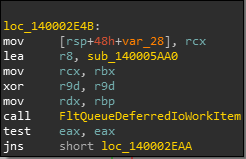 loc_140002E4B:
mov [rsp+48h+var_28], rcx
lea r8, sub_140005AA0
mov rcx, rbx
xor r9d, r9d
mov rdx, rbp
call FltQueueDeferredIoWorkItem
test eax, eax
jns short loc_140002EAA